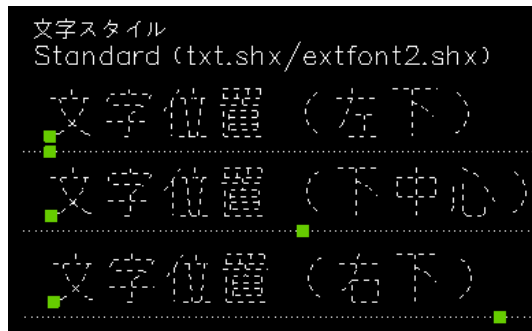 文字スタイル
Standard (txt.shx/extfont2.shx)
文字位置 (左下)
文字位置 (下中心)
文字位置 (右下)